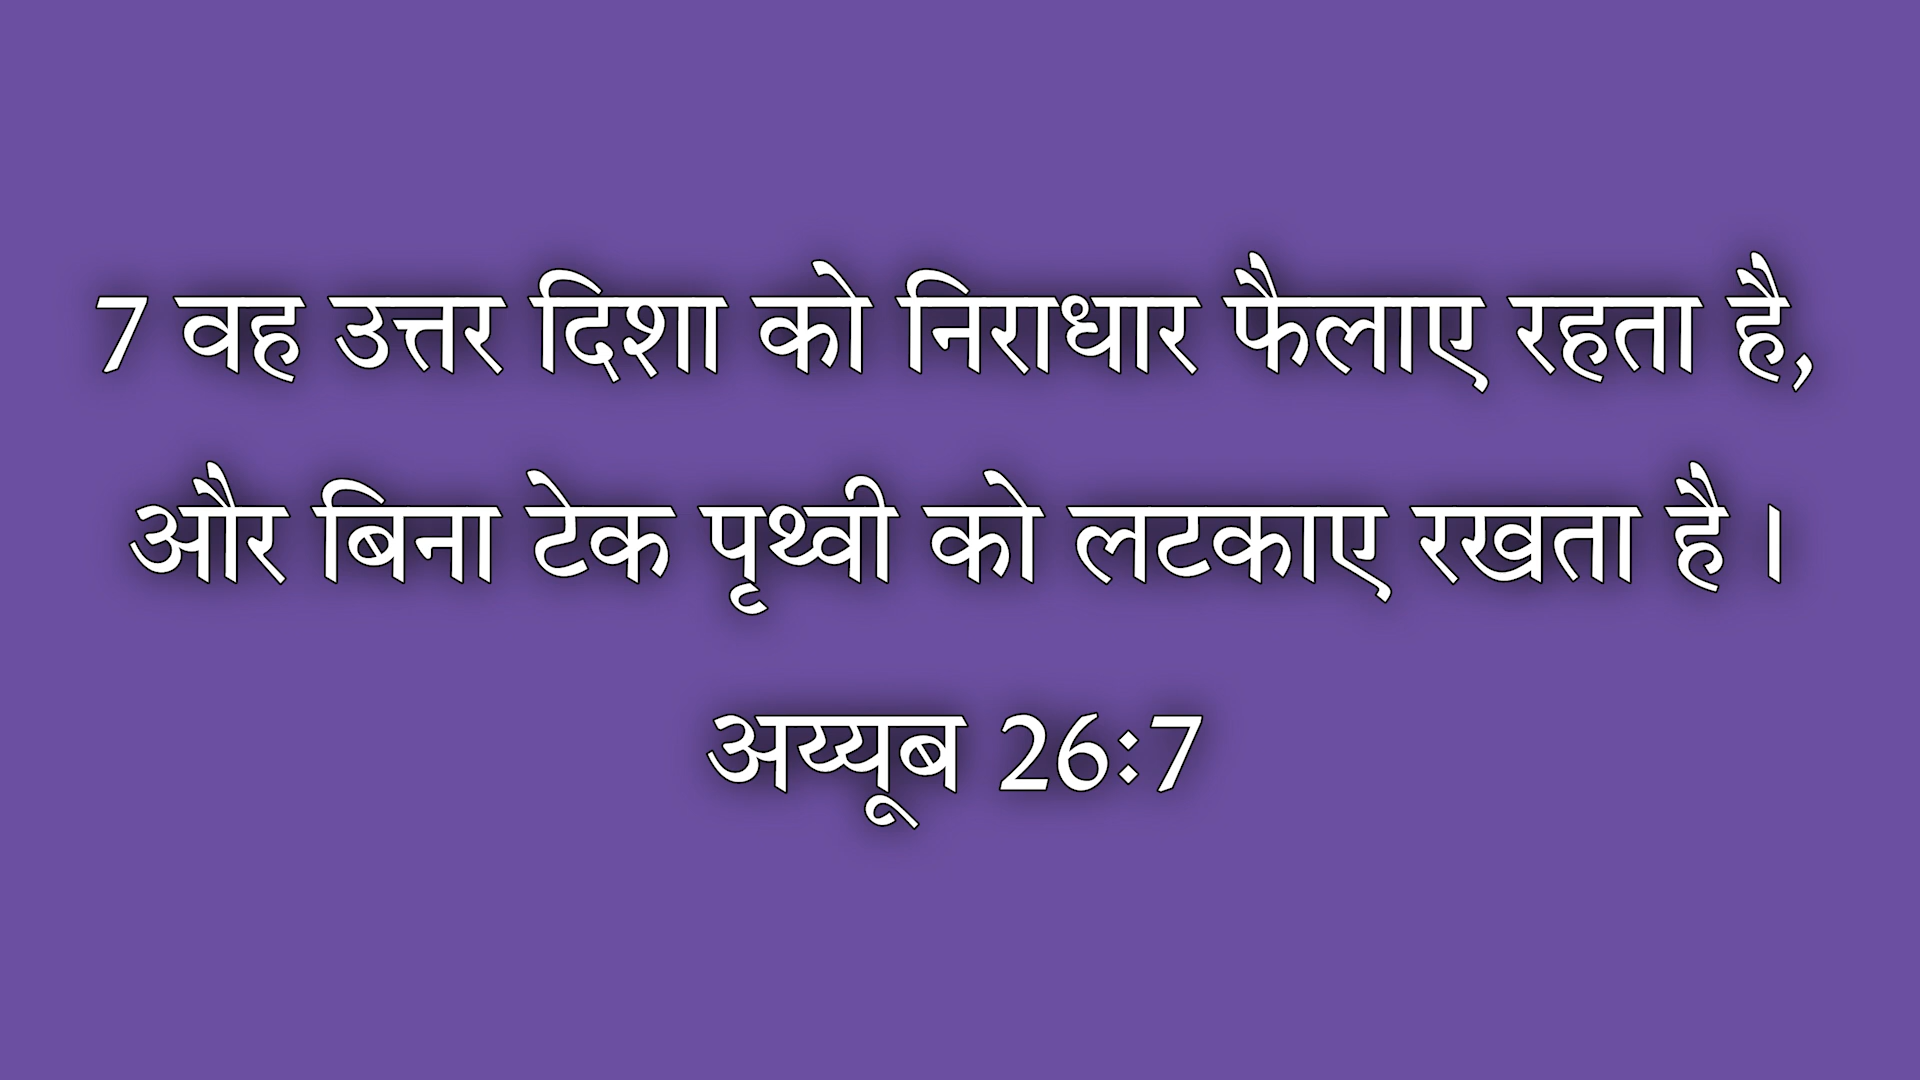 7 वह उत्तर दिशा को निराधार फैलाए रहता है,
और बिना टेक पृथ्वी को लटकाए रखता है ।
अय्यूब 26:7